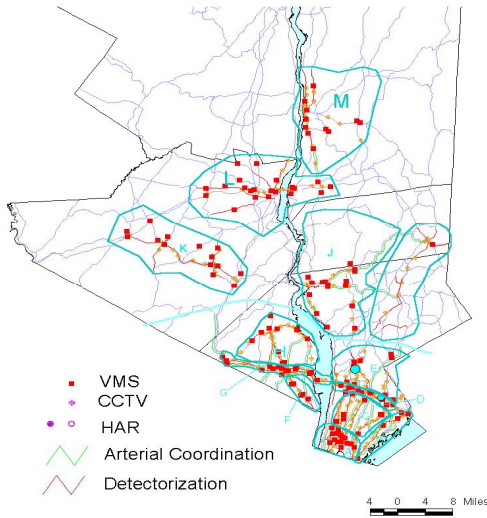 M
L
K
J
I
E
G
D
F
VMS
CCTV
HAR
Arterial Coordination
Detectorization
4 0 4 8 Miles